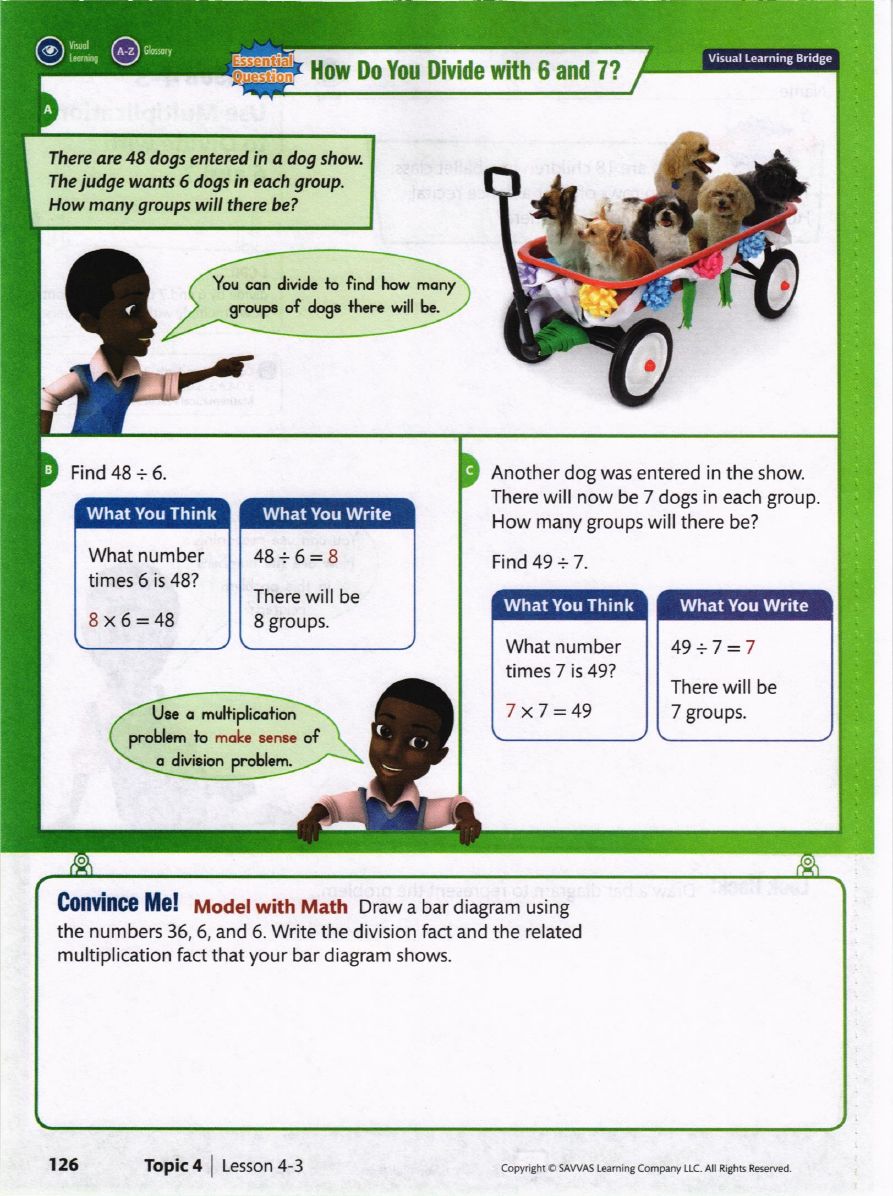 Visual
Learning
A-Z
Glossary
Essential
Question
How Do You Divide with 6 and 7?
Visual Learning Bridge
A
There are 48 dogs entered in a dog show.
The judge wants 6 dogs in each group.
How many groups will there be?
You can divide to find how many
groups of dogs there will be.
B
Find 48 ÷ 6.
What You Think
What number
times 6 is 48?
8 × 6 = 48
What You Write
48 ÷ 6 = 8
There will be
8 groups.
Use a multiplication
problem to make sense of
a division problem.
C
Another dog was entered in the show.
There will now be 7 dogs in each group.
How many groups will there be?
Find 49 ÷ 7.
What You Think
What number
times 7 is 49?
7 × 7 = 49
What You Write
49 ÷ 7 = 7
There will be
7 groups.
Convince Me! Model with Math Draw a bar diagram using
the numbers 36, 6, and 6. Write the division fact and the related
multiplication fact that your bar diagram shows.
126 Topic 4 | Lesson 4-3
Copyright © SAVVAS Learning Company LLC. All Rights Reserved.